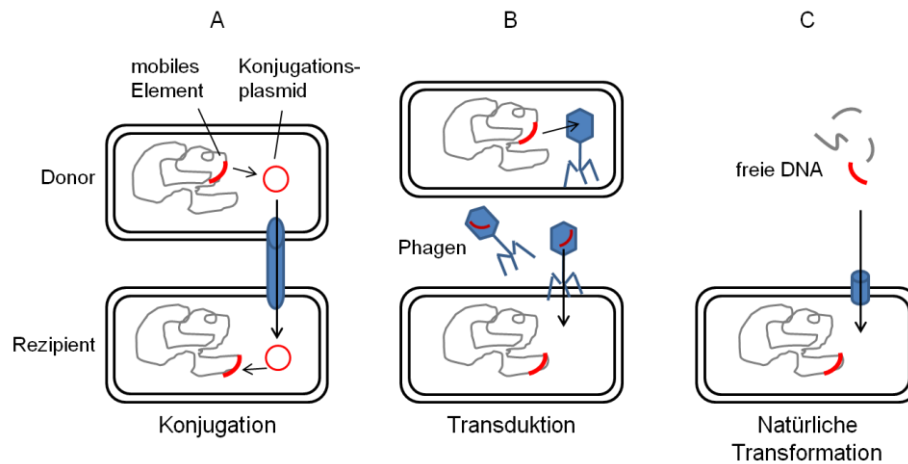 A
B
C
mobiles
Element
Konjugations-
plasmid
Donor
freie DNA
Phagen
Rezipient
Konjugation
Transduktion
Natürliche
Transformation